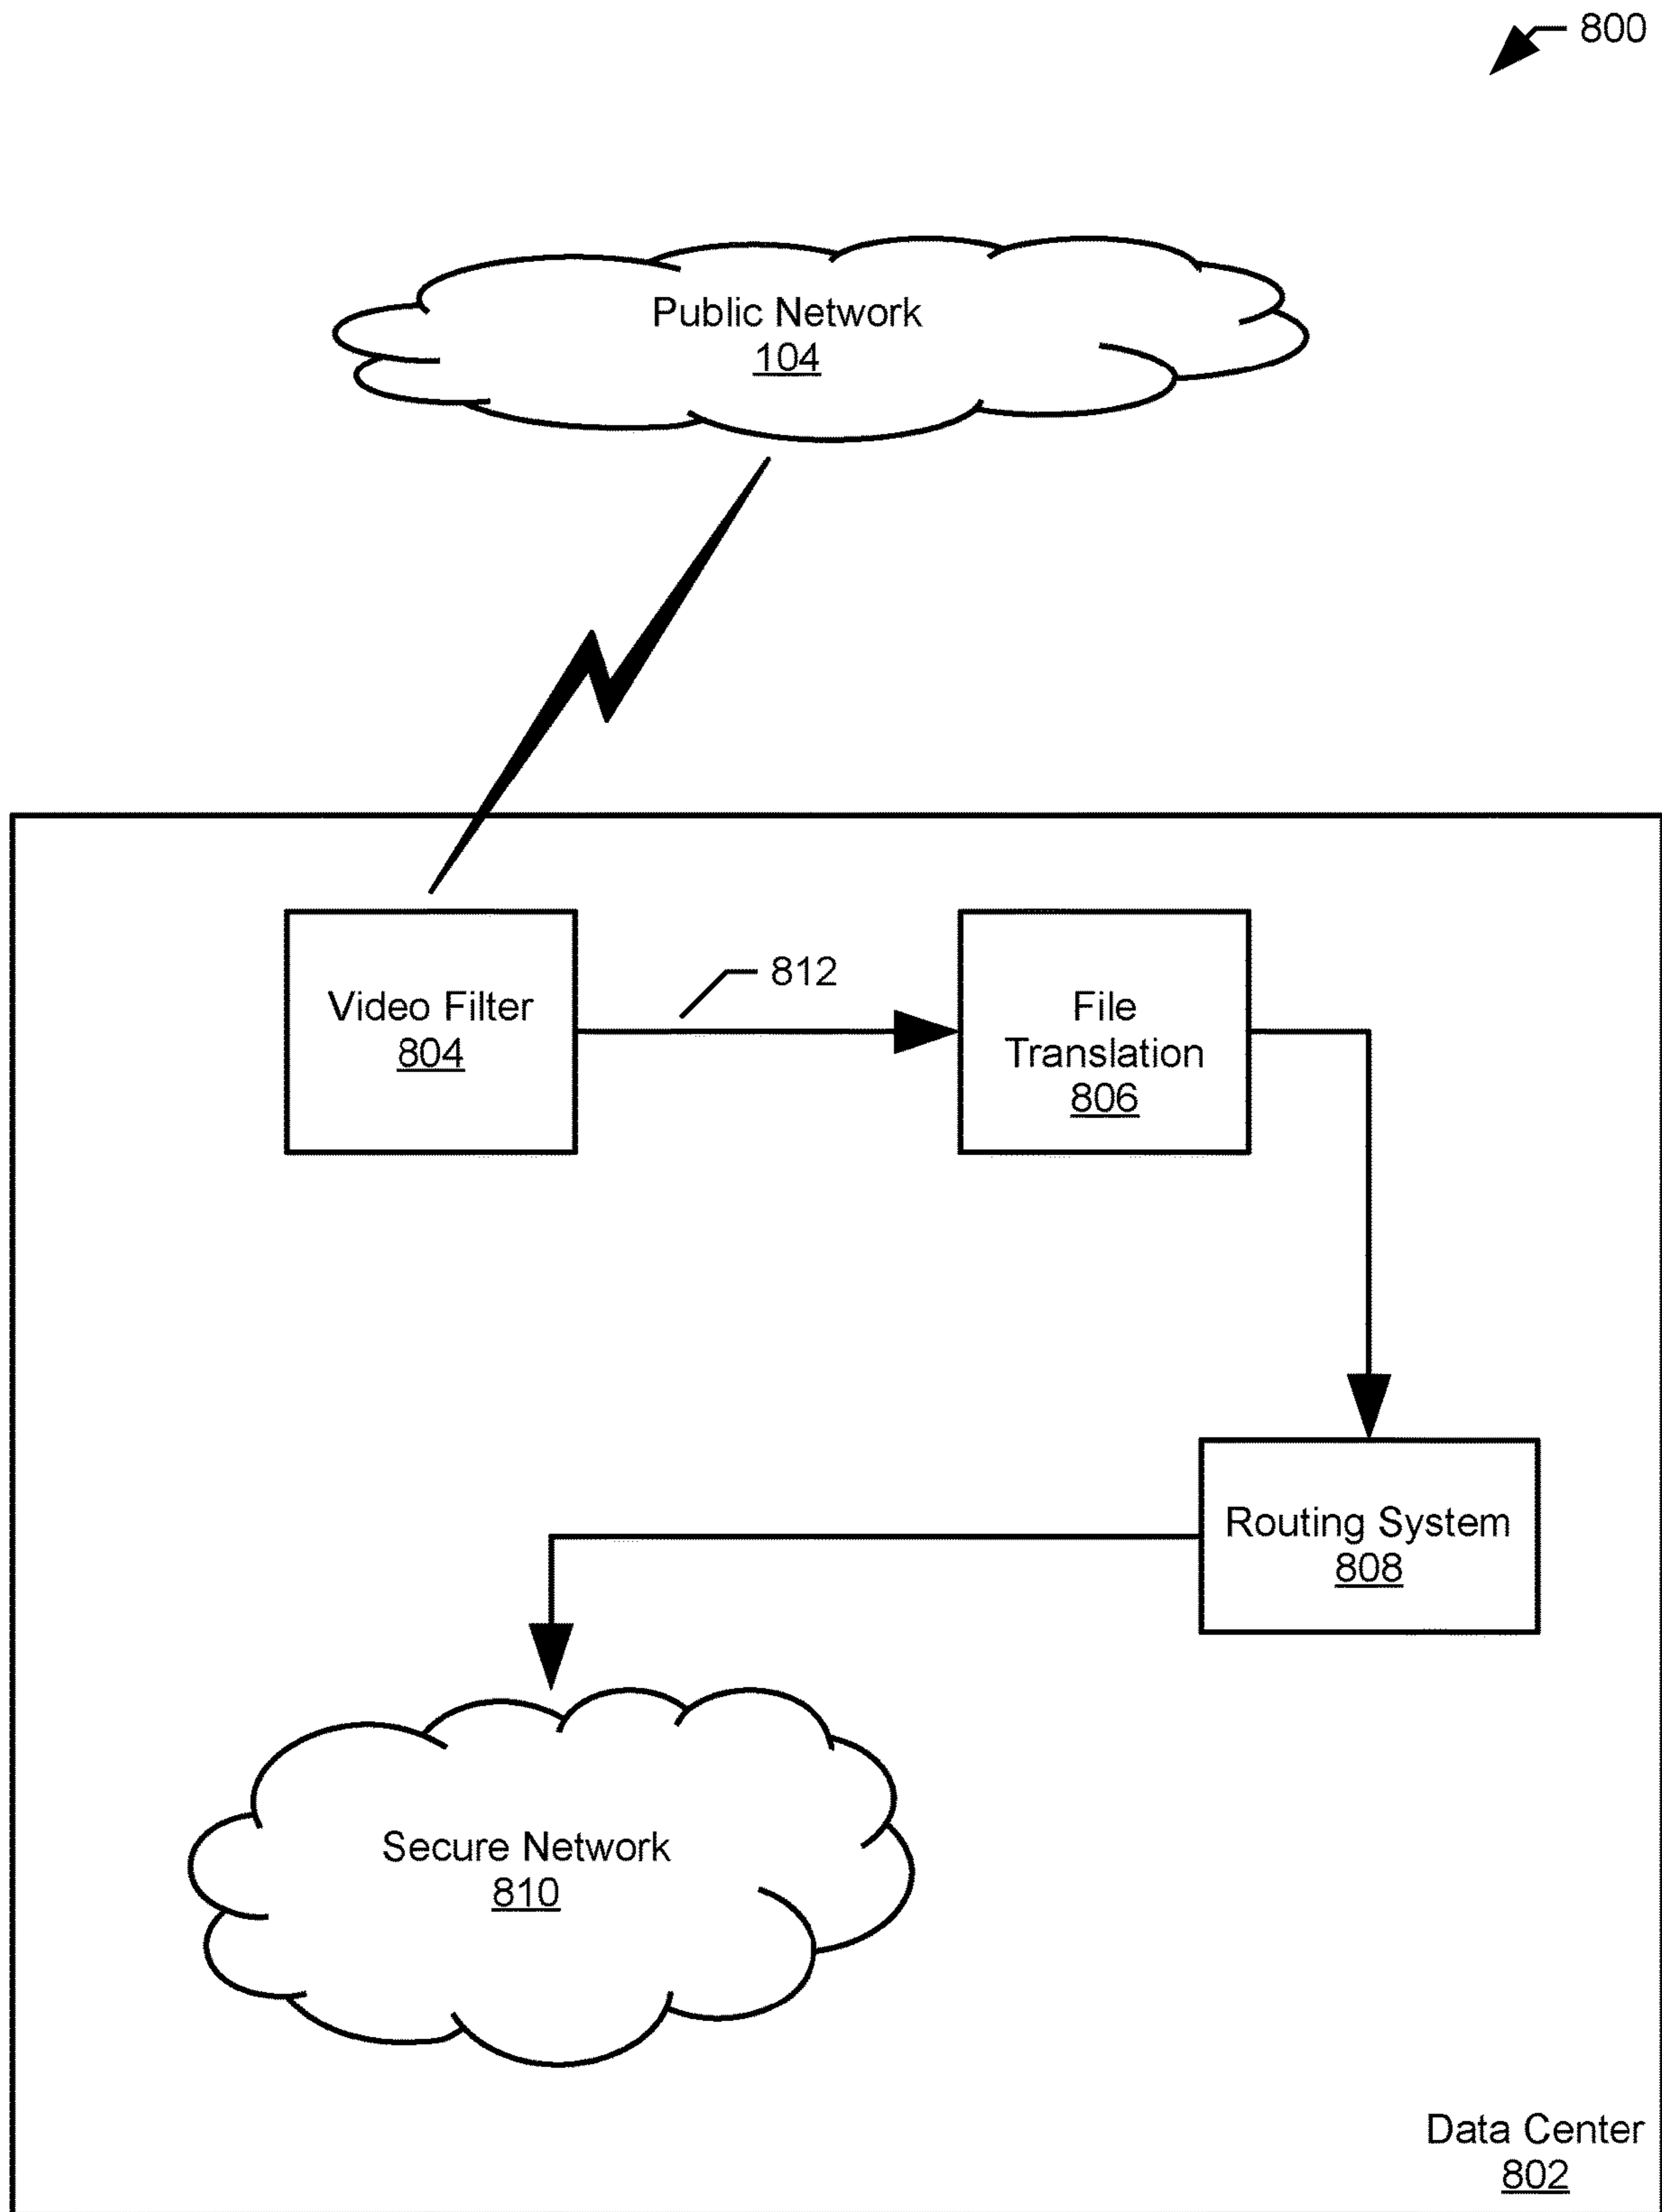 800
Public Network
104
812
Video Filter
804
File
Translation
806
Routing System
808
Secure Network
810
Data Center
802